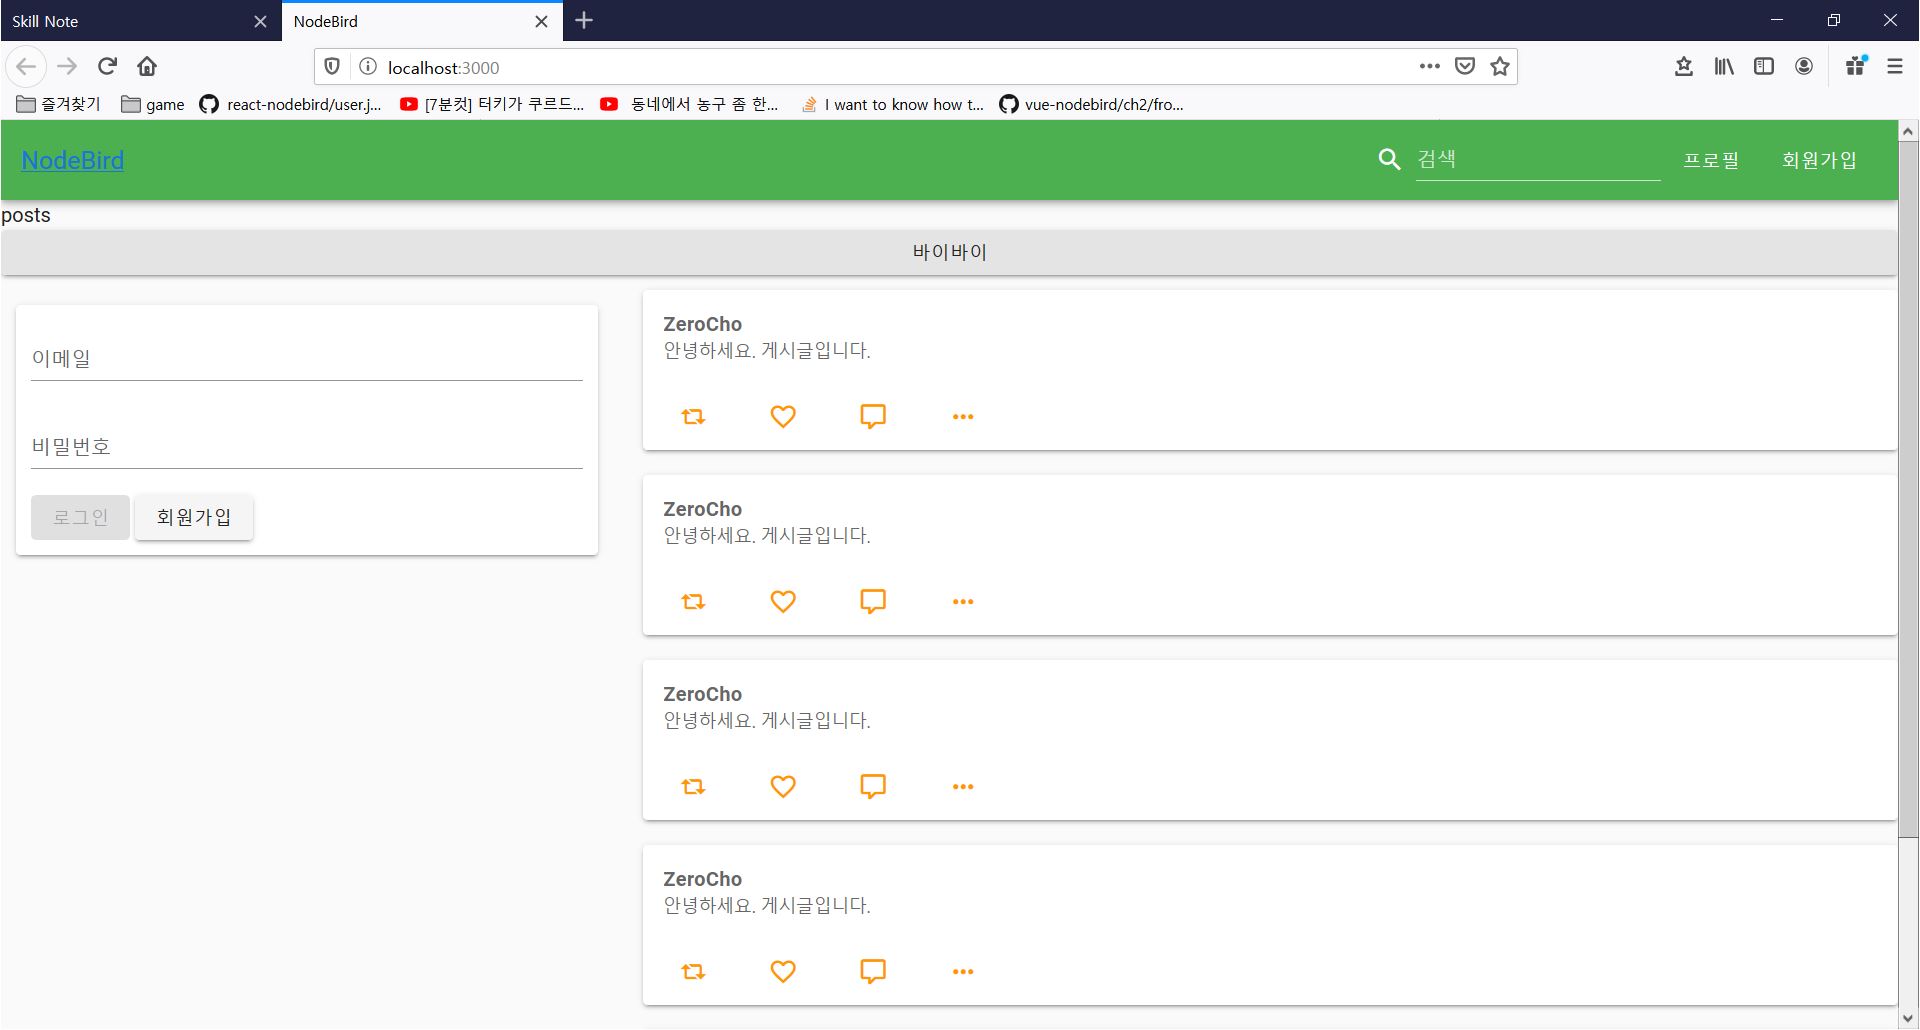 Skill Note
NodeBird
localhost:3000
즐겨찾기
game
react-nodebird/user.j...
[7분컷] 터키가 쿠르드...
동네에서 농구 좀 한...
I want to know how t...
vue-nodebird/ch2/fro...
NodeBird
검색
프로필
회원가입
posts
바이바이
이메일
비밀번호
로그인
회원가입
ZeroCho
안녕하세요. 게시글입니다.
ZeroCho
안녕하세요. 게시글입니다.
ZeroCho
안녕하세요. 게시글입니다.
ZeroCho
안녕하세요. 게시글입니다.